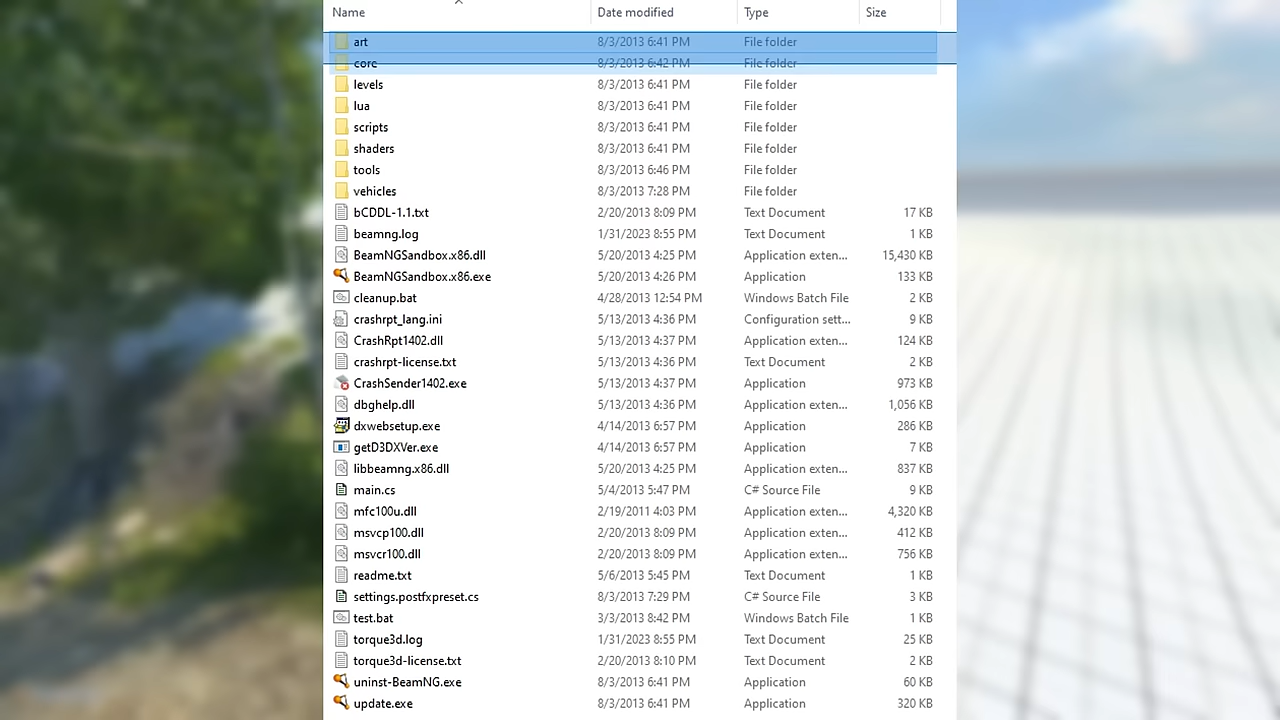 Name Date modified Type Size
art 8/3/2013 6:41 PM File folder
core 8/3/2013 6:42 PM File folder
levels 8/3/2013 6:41 PM File folder
lua 8/3/2013 6:41 PM File folder
scripts 8/3/2013 6:41 PM File folder
shaders 8/3/2013 6:41 PM File folder
tools 8/3/2013 6:46 PM File folder
vehicles 8/3/2013 7:28 PM File folder
bCDDL-1.1.txt 2/20/2013 8:09 PM Text Document 17 KB
beamng.log 1/31/2023 8:55 PM Text Document 1 KB
BeamNGSandbox.x86.dll 5/20/2013 4:25 PM Application exten... 15,430 KB
BeamNGSandbox.x86.exe 5/20/2013 4:26 PM Application 133 KB
cleanup.bat 4/28/2013 12:54 PM Windows Batch File 2 KB
crashrpt_lang.ini 5/13/2013 4:36 PM Configuration sett... 9 KB
CrashRpt1402.dll 5/13/2013 4:37 PM Application exten... 124 KB
crashrpt-license.txt 5/13/2013 4:36 PM Text Document 2 KB
CrashSender1402.exe 5/13/2013 4:37 PM Application 973 KB
dbghelp.dll 5/13/2013 4:36 PM Application exten... 1,056 KB
dxwebsetup.exe 4/14/2013 6:57 PM Application 286 KB
getD3DXVer.exe 4/14/2013 6:57 PM Application 7 KB
libbeamng.x86.dll 5/20/2013 4:25 PM Application exten... 837 KB
main.cs 5/4/2013 5:47 PM C# Source File 9 KB
mfc100u.dll 2/19/2011 4:03 PM Application exten... 4,320 KB
msvcp100.dll 2/20/2013 8:09 PM Application exten... 412 KB
msvcr100.dll 2/20/2013 8:09 PM Application exten... 756 KB
readme.txt 5/6/2013 5:45 PM Text Document 1 KB
settings.postfxpreset.cs 8/3/2013 7:29 PM C# Source File 3 KB
test.bat 3/3/2013 8:42 PM Windows Batch File 1 KB
torque3d.log 1/31/2023 8:55 PM Text Document 25 KB
torque3d-license.txt 2/20/2013 8:10 PM Text Document 2 KB
uninst-BeamNG.exe 8/3/2013 6:41 PM Application 60 KB
update.exe 8/3/2013 6:41 PM Application 320 KB